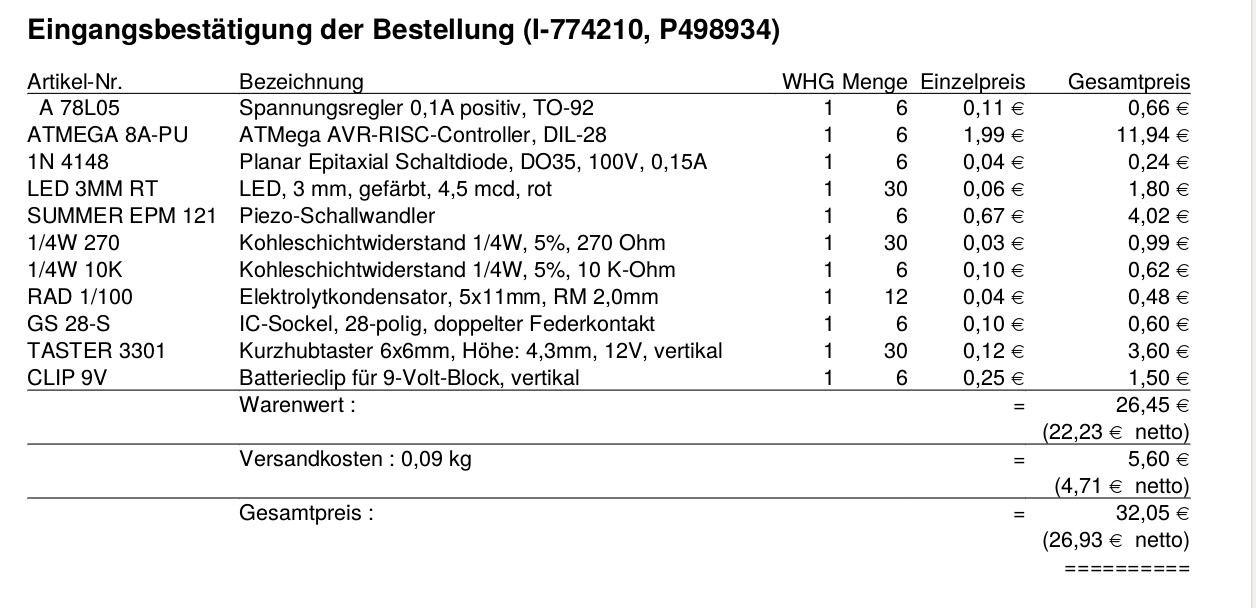 Eingangsbestätigung der Bestellung (I-774210, P498934)
Artikel-Nr. Bezeichnung WHG Menge Einzelpreis Gesamtpreis
A 78L05 Spannungsregler 0,1A positiv, TO-92 1 6 0,11 € 0,66 €
ATMEGA 8A-PU ATMega AVR-RISC-Controller, DIL-28 1 6 1,99 € 11,94 €
1N 4148 Planar Epitaxial Schaltdiode, DO35, 100V, 0,15A 1 6 0,04 € 0,24 €
LED 3MM RT LED, 3 mm, gefärbt, 4,5 mcd, rot 1 30 0,06 € 1,80 €
SUMMER EPM 121 Piezo-Schallwandler 1 6 0,67 € 4,02 €
1/4W 270 Kohleschichtwiderstand 1/4W, 5%, 270 Ohm 1 30 0,03 € 0,99 €
1/4W 10K Kohleschichtwiderstand 1/4W, 5%, 10 K-Ohm 1 6 0,10 € 0,62 €
RAD 1/100 Elektrolytkondensator, 5x11mm, RM 2,0mm 1 12 0,04 € 0,48 €
GS 28-S IC-Sockel, 28-polig, doppelter Federkontakt 1 6 0,10 € 0,60 €
TASTER 3301 Kurzhubtaster 6x6mm, Höhe: 4,3mm, 12V, vertikal 1 30 0,12 € 3,60 €
CLIP 9V Batterieclip für 9-Volt-Block, vertikal 1 6 0,25 € 1,50 €
Warenwert : = 26,45 €
(22,23 € netto)
Versandkosten : 0,09 kg = 5,60 €
(4,71 € netto)
Gesamtpreis : = 32,05 €
(26,93 € netto)
==========